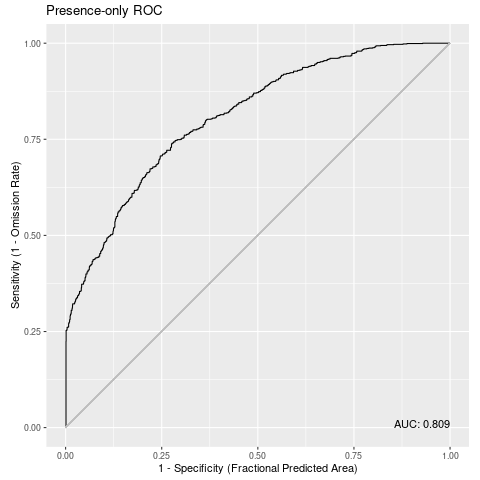 Presence-only ROC
Sensitivity (1 - Omission Rate)
1.00
0.75
0.50
0.25
0.00
AUC: 0.809
0.00 0.25 0.50 0.75 1.00
1 - Specificity (Fractional Predicted Area)